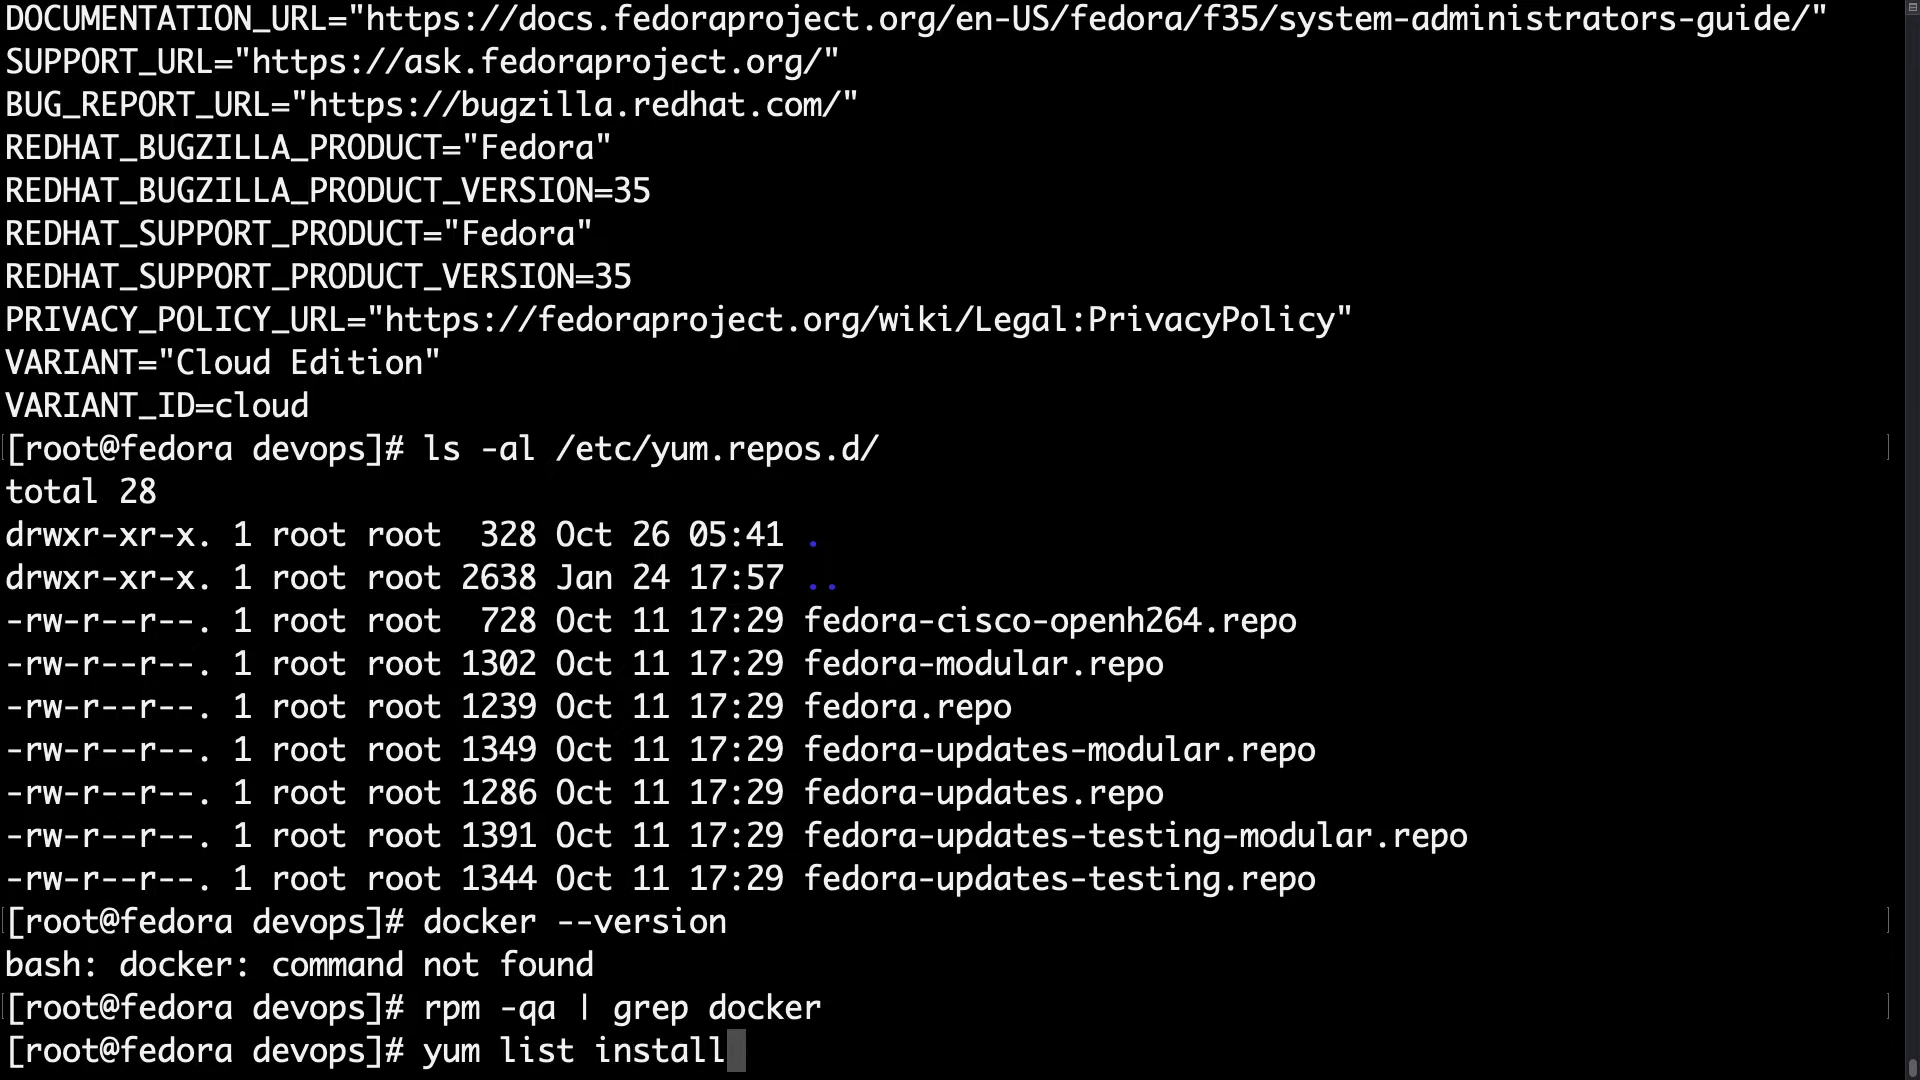 DOCUMENTATION_URL="https://docs.fedoraproject.org/en-US/fedora/f35/system-administrators-guide/"
SUPPORT_URL="https://ask.fedoraproject.org/"
BUG_REPORT_URL="https://bugzilla.redhat.com/"
REDHAT_BUGZILLA_PRODUCT="Fedora"
REDHAT_BUGZILLA_PRODUCT_VERSION=35
REDHAT_SUPPORT_PRODUCT="Fedora"
REDHAT_SUPPORT_PRODUCT_VERSION=35
PRIVACY_POLICY_URL="https://fedoraproject.org/wiki/Legal:PrivacyPolicy"
VARIANT="Cloud Edition"
VARIANT_ID=cloud
[root@fedora devops]# ls -al /etc/yum.repos.d/
total 28
drwxr-xr-x. 1 root root  328 Oct 26 05:41 .
drwxr-xr-x. 1 root root 2638 Jan 24 17:57 ..
-rw-r--r--. 1 root root  728 Oct 11 17:29 fedora-cisco-openh264.repo
-rw-r--r--. 1 root root 1302 Oct 11 17:29 fedora-modular.repo
-rw-r--r--. 1 root root 1239 Oct 11 17:29 fedora.repo
-rw-r--r--. 1 root root 1349 Oct 11 17:29 fedora-updates-modular.repo
-rw-r--r--. 1 root root 1286 Oct 11 17:29 fedora-updates.repo
-rw-r--r--. 1 root root 1391 Oct 11 17:29 fedora-updates-testing-modular.repo
-rw-r--r--. 1 root root 1344 Oct 11 17:29 fedora-updates-testing.repo
[root@fedora devops]# docker --version
bash: docker: command not found
[root@fedora devops]# rpm -qa | grep docker
[root@fedora devops]# yum list install